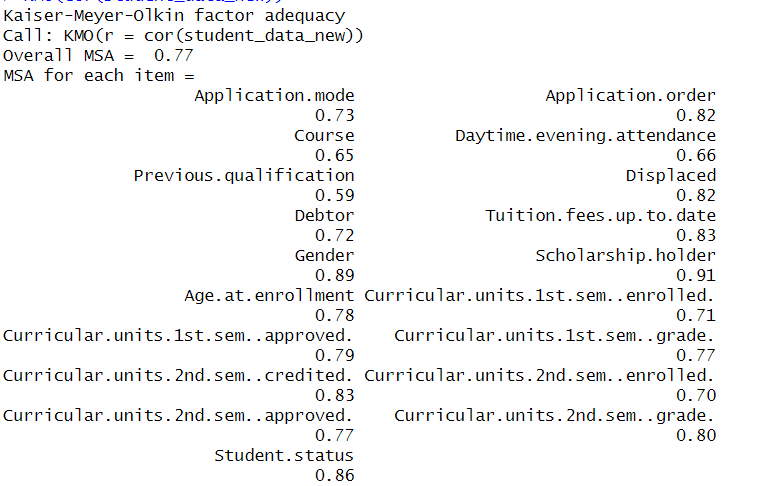 Kaiser-Meyer-Olkin factor adequacy
Call: KMO(r = cor(student_data_new))
Overall MSA =  0.77
MSA for each item =
Application.mode Application.order
0.73 0.82
Course Daytime.evening.attendance
0.65 0.66
Previous.qualification Displaced
0.59 0.82
Debtor Tuition.fees.up.to.date
0.72 0.83
Gender Scholarship.holder
0.89 0.91
Age.at.enrollment Curricular.units.1st.sem..enrolled.
0.78 0.71
Curricular.units.1st.sem..approved. Curricular.units.1st.sem..grade.
0.79 0.77
Curricular.units.2nd.sem..credited. Curricular.units.2nd.sem..enrolled.
0.83 0.70
Curricular.units.2nd.sem..approved. Curricular.units.2nd.sem..grade.
0.77 0.80
Student.status
0.86